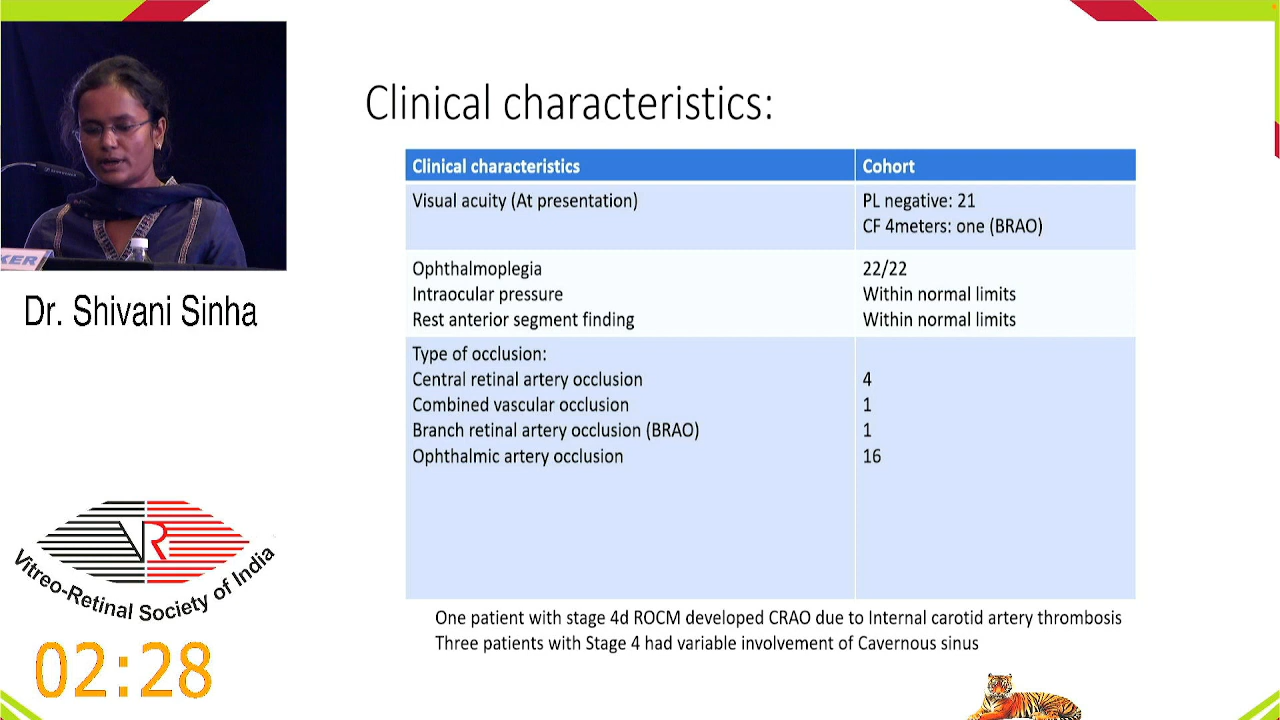 Clinical characteristics:
Clinical characteristics Cohort
Visual acuity (At presentation) PL negative: 21
CF 4meters: one (BRAO)
Ophthalmoplegia 22/22
Intraocular pressure Within normal limits
Rest anterior segment finding Within normal limits
Type of occlusion:
Central retinal artery occlusion 4
Combined vascular occlusion 1
Branch retinal artery occlusion (BRAO) 1
Ophthalmic artery occlusion 16
One patient with stage 4d ROCM developed CRAO due to Internal carotid artery thrombosis
Three patients with Stage 4 had variable involvement of Cavernous sinus
KER
Dr. Shivani Sinha
VR
Vitreo-Retinal Society of India
02:28